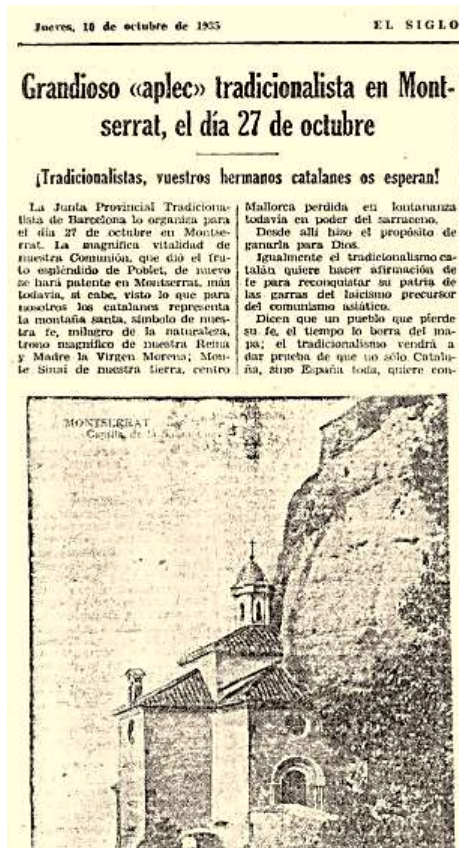 Jueves, 10 de octubre de 1935
EL SIGLO
Grandioso «aplec» tradicionalista en Mont-
serrat, el día 27 de octubre
¡Tradicionalistas, vuestros hermanos catalanes os esperan!
La Junta Provincial Tradiciona-
lista de Barcelona lo organiza para
el día 27 de octubre en Montse-
rrat. La magnífica vitalidad de
nuestra Comunión, que dió el fru-
to espléndido de Poblet, de nuevo
se hará patente en Montserrat, más
todavía, si cabe, visto lo que para
nosotros los catalanes representa
la montaña santa, símbolo de nues-
tra fe, milagro de la naturaleza,
trono magnífico de nuestra Reina
y Madre la Virgen Morena; Mon-
te Sinaí de nuestra tierra, centro
Mallorca perdida en lontananza
todavía en poder del sarraceno.
Desde allí hizo el propósito de
ganarla para Dios.
Igualmente el tradicionalismo ca-
talán quiere hacer afirmación de
fe para reconquistar su patria de
las garras del laicismo precursor
del comunismo asiático.
Dicen que un pueblo que pierde
su fe, el tiempo lo borra del ma-
pa; el tradicionalismo vendrá a
dar prueba de que no sólo Catalu-
ña, sino España toda, quiere con-
MONTSERRAT
Capilla de la